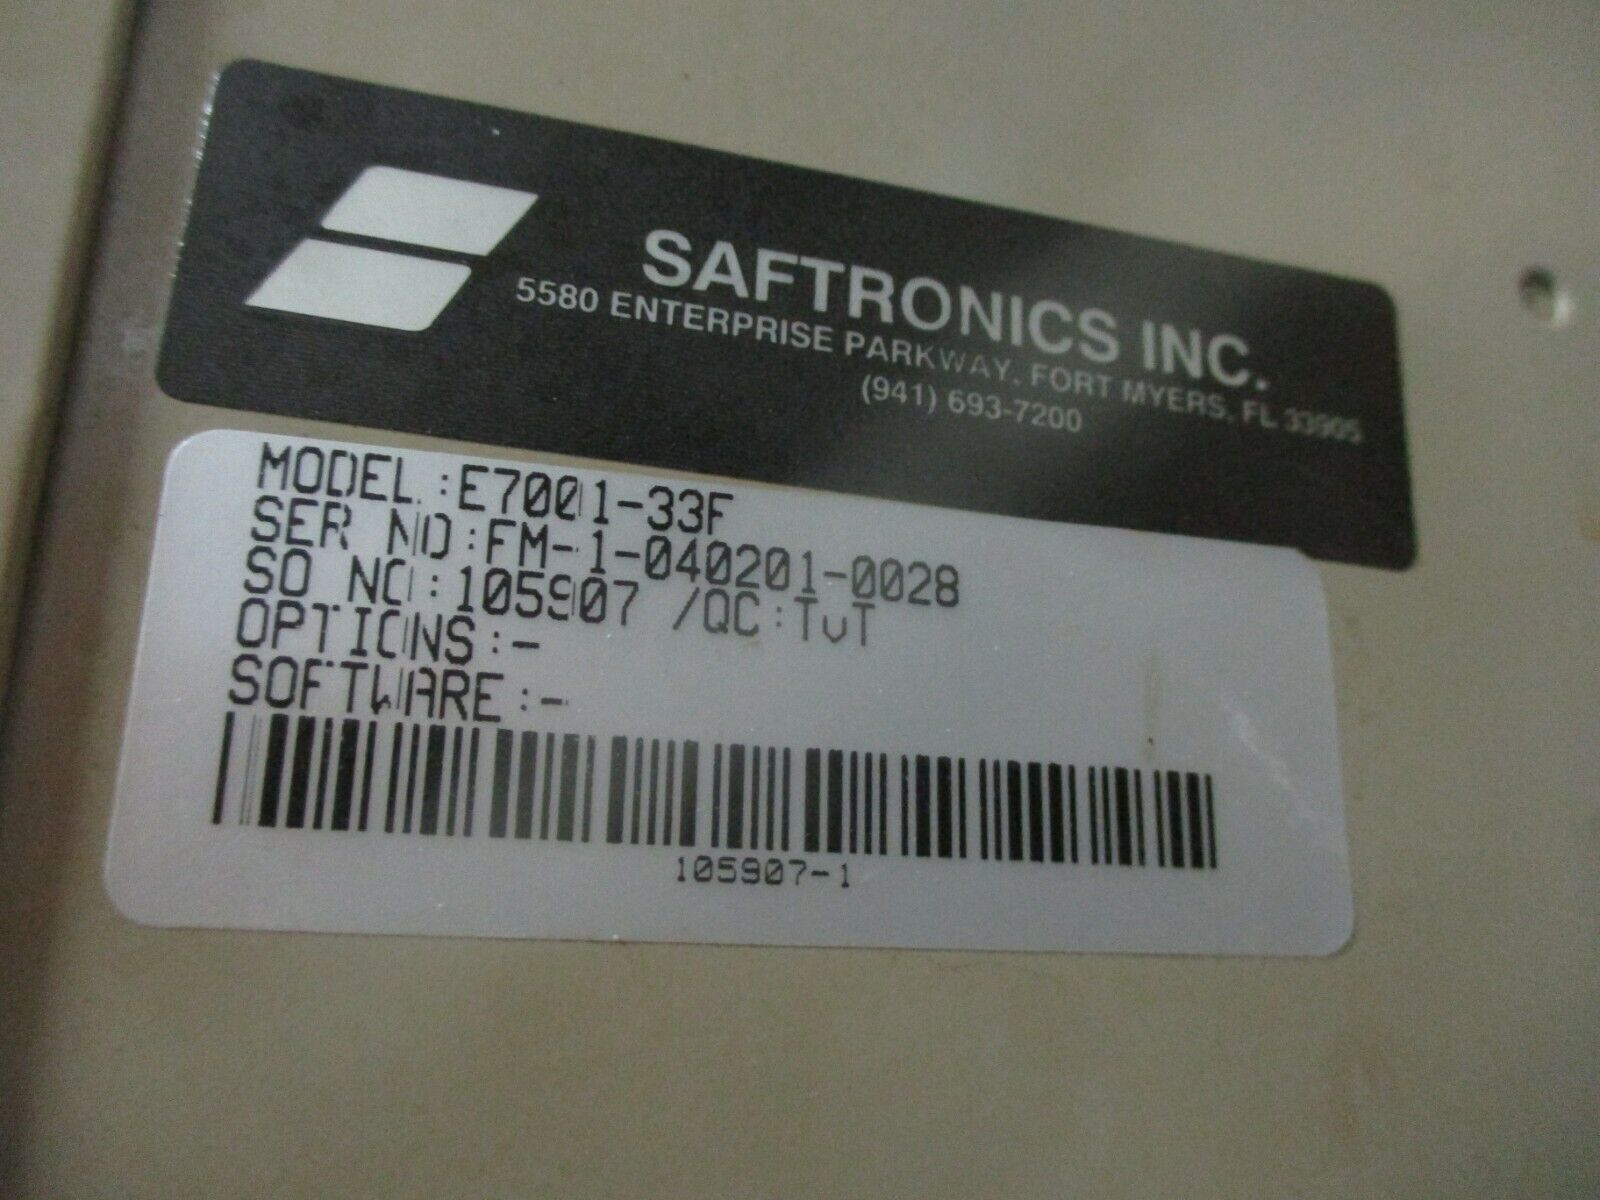 SAFTRONICS INC.
5580 ENTERPRISE PARKWAY, FORT MYERS, FL 33905
(941) 693-7200
MODEL:E7001-33F
SER NO:FM-1-040201-0028
SO NO:105907 /QC:TvT
OPTIONS:-
SOFTWARE:-
105907-1